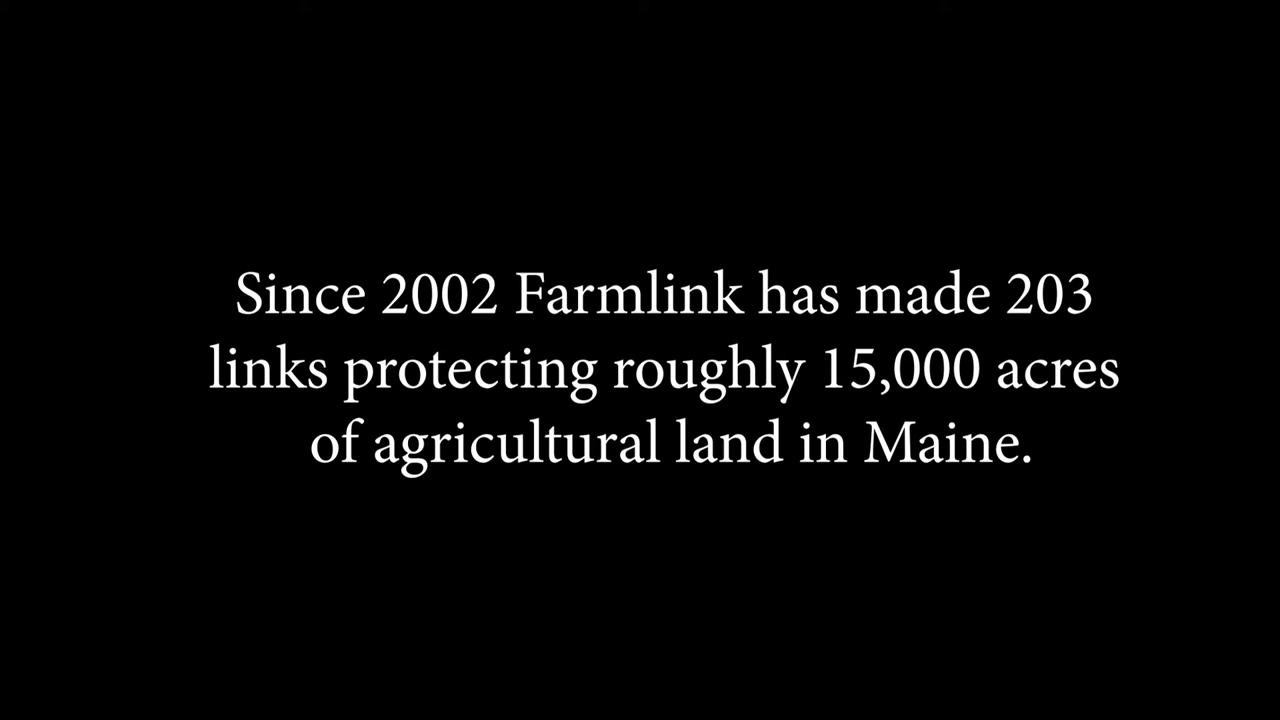 Since 2002 Farmlink has made 203
links protecting roughly 15,000 acres
of agricultural land in Maine.